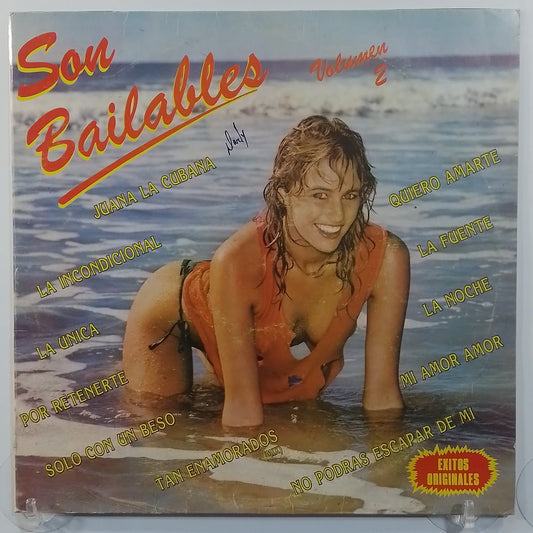 Son
Bailables
Volumen
2
JUANA LA CUBANA
LA INCONDICIONAL
LA UNICA
POR RETENERTE
SOLO CON UN BESO
TAN ENAMORADOS
QUIERO AMARTE
LA FUENTE
LA NOCHE
MI AMOR AMOR
NO PODRAS ESCAPAR DE MI
EXITOS
ORIGINALES